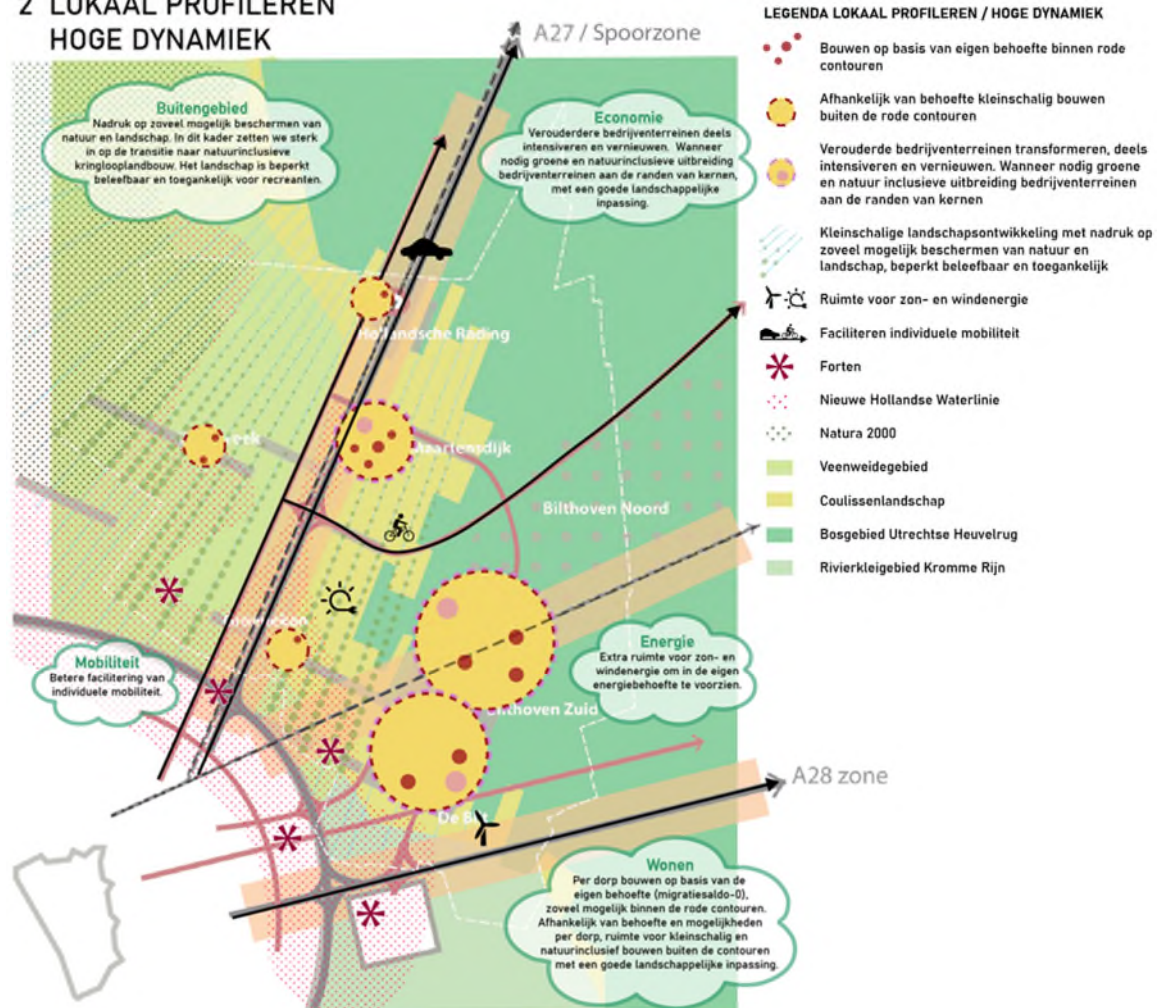 2 LOKAAL PROFILEREN
HOGE DYNAMIEK
A27 / Spoorzone
Buitengebied
Nadruk op zoveel mogelijk beschermen van
natuur en landschap. In dit kader zetten we sterk
in op de transitie naar natuurinclusieve
kringlooplandbouw. Het landschap is beperkt
beleefbaar en toegankelijk voor recreanten.
Economie
Verouderdere bedrijventerreinen deels
intensiveren en vernieuwen. Wanneer
nodig groene en natuurinclusieve uitbreiding
bedrijventerreinen aan de randen van kernen,
met een goede landschappelijke
inpassing.
Hollandsche Rading
Maartensdijk
Bilthoven Noord
Mobiliteit
Betere facilitering van
individuele mobiliteit.
Energie
Extra ruimte voor zon- en
windenergie om in de eigen
energiebehoefte te voorzien.
Bilthoven Zuid
A28 zone
De Bilt
Wonen
Per dorp bouwen op basis van de
eigen behoefte (migratiesaldo-0),
zoveel mogelijk binnen de rode contouren.
Afhankelijk van behoefte en mogelijkheden
per dorp, ruimte voor kleinschalig en
natuurinclusief bouwen buiten de contouren
met een goede landschappelijke inpassing.
LEGENDA LOKAAL PROFILEREN / HOGE DYNAMIEK
Bouwen op basis van eigen behoefte binnen rode
contouren
Afhankelijk van behoefte kleinschalig bouwen
buiten de rode contouren
Verouderde bedrijventerreinen transformeren, deels
intensiveren en vernieuwen. Wanneer nodig groene
en natuur inclusieve uitbreiding bedrijventerreinen
aan de randen van kernen
Kleinschalige landschapsontwikkeling met nadruk op
zoveel mogelijk beschermen van natuur en
landschap, beperkt beleefbaar en toegankelijk
Ruimte voor zon- en windenergie
Faciliteren individuele mobiliteit
Forten
Nieuwe Hollandse Waterlinie
Natura 2000
Veenweidegebied
Coulissenlandschap
Bosgebied Utrechtse Heuvelrug
Rivierkleigebied Kromme Rijn